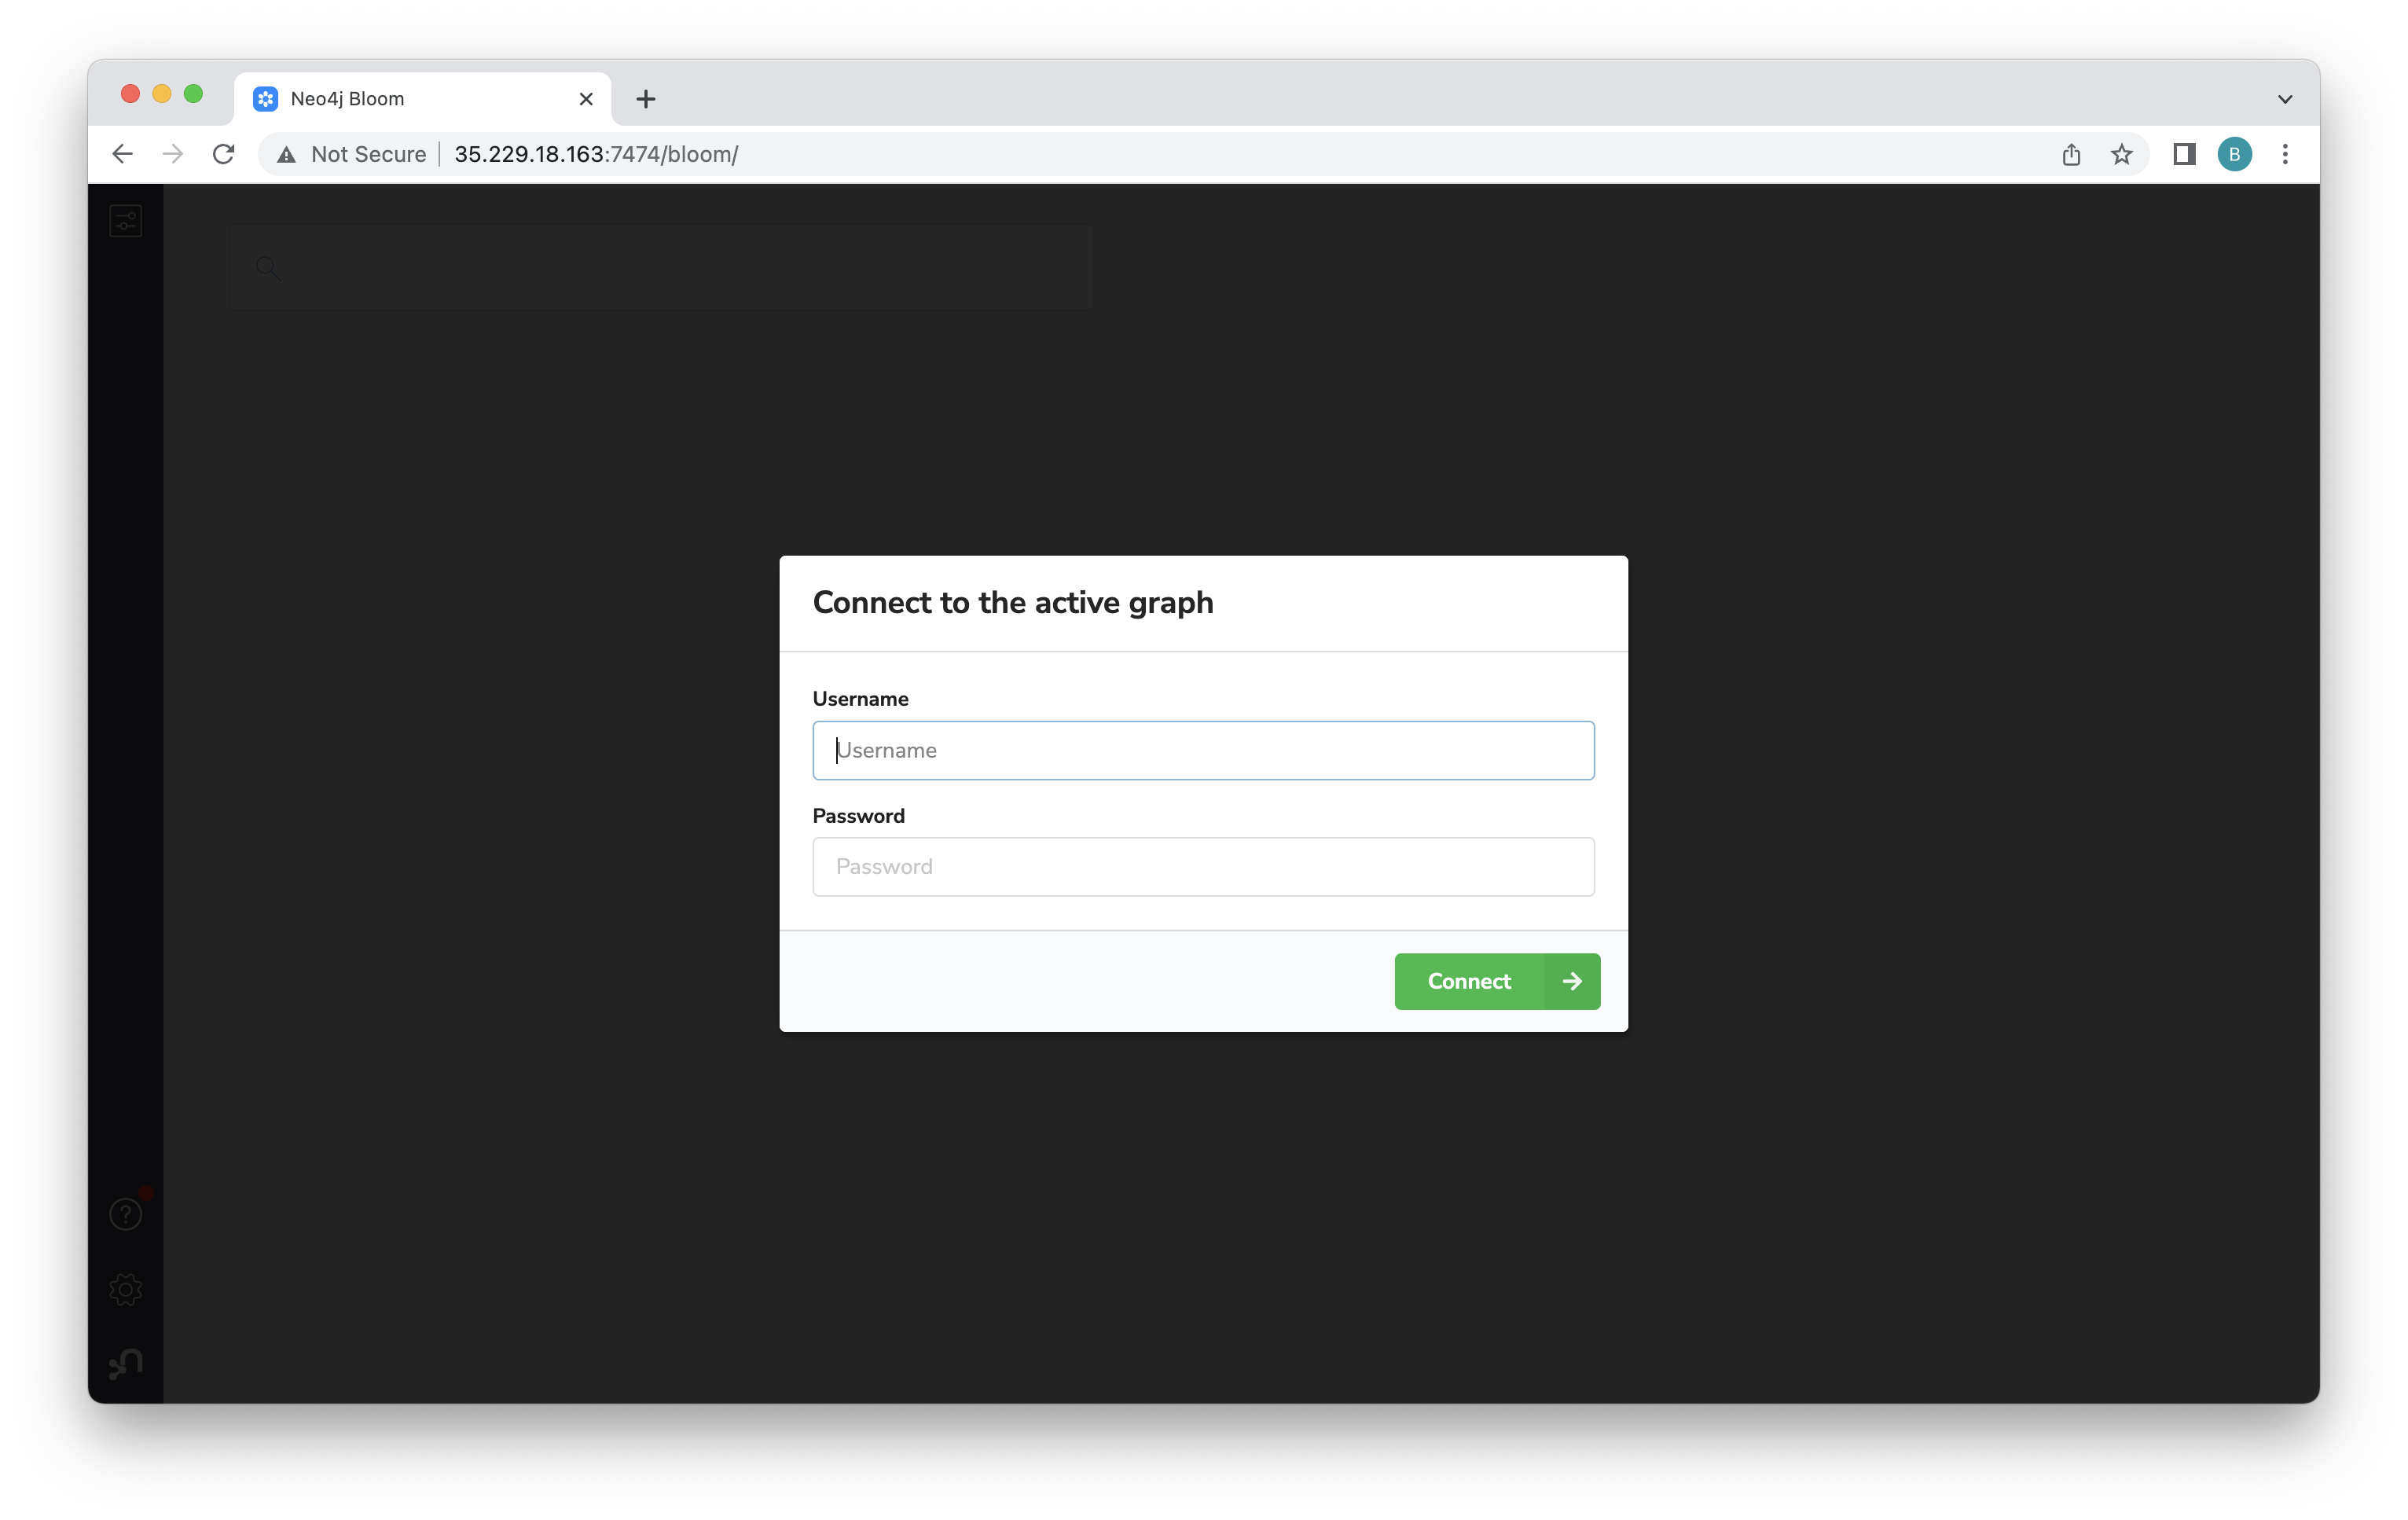 Neo4j Bloom
Not Secure 35.229.18.163:7474/bloom/
B
Connect to the active graph
Username
Username
Password
Password
Connect